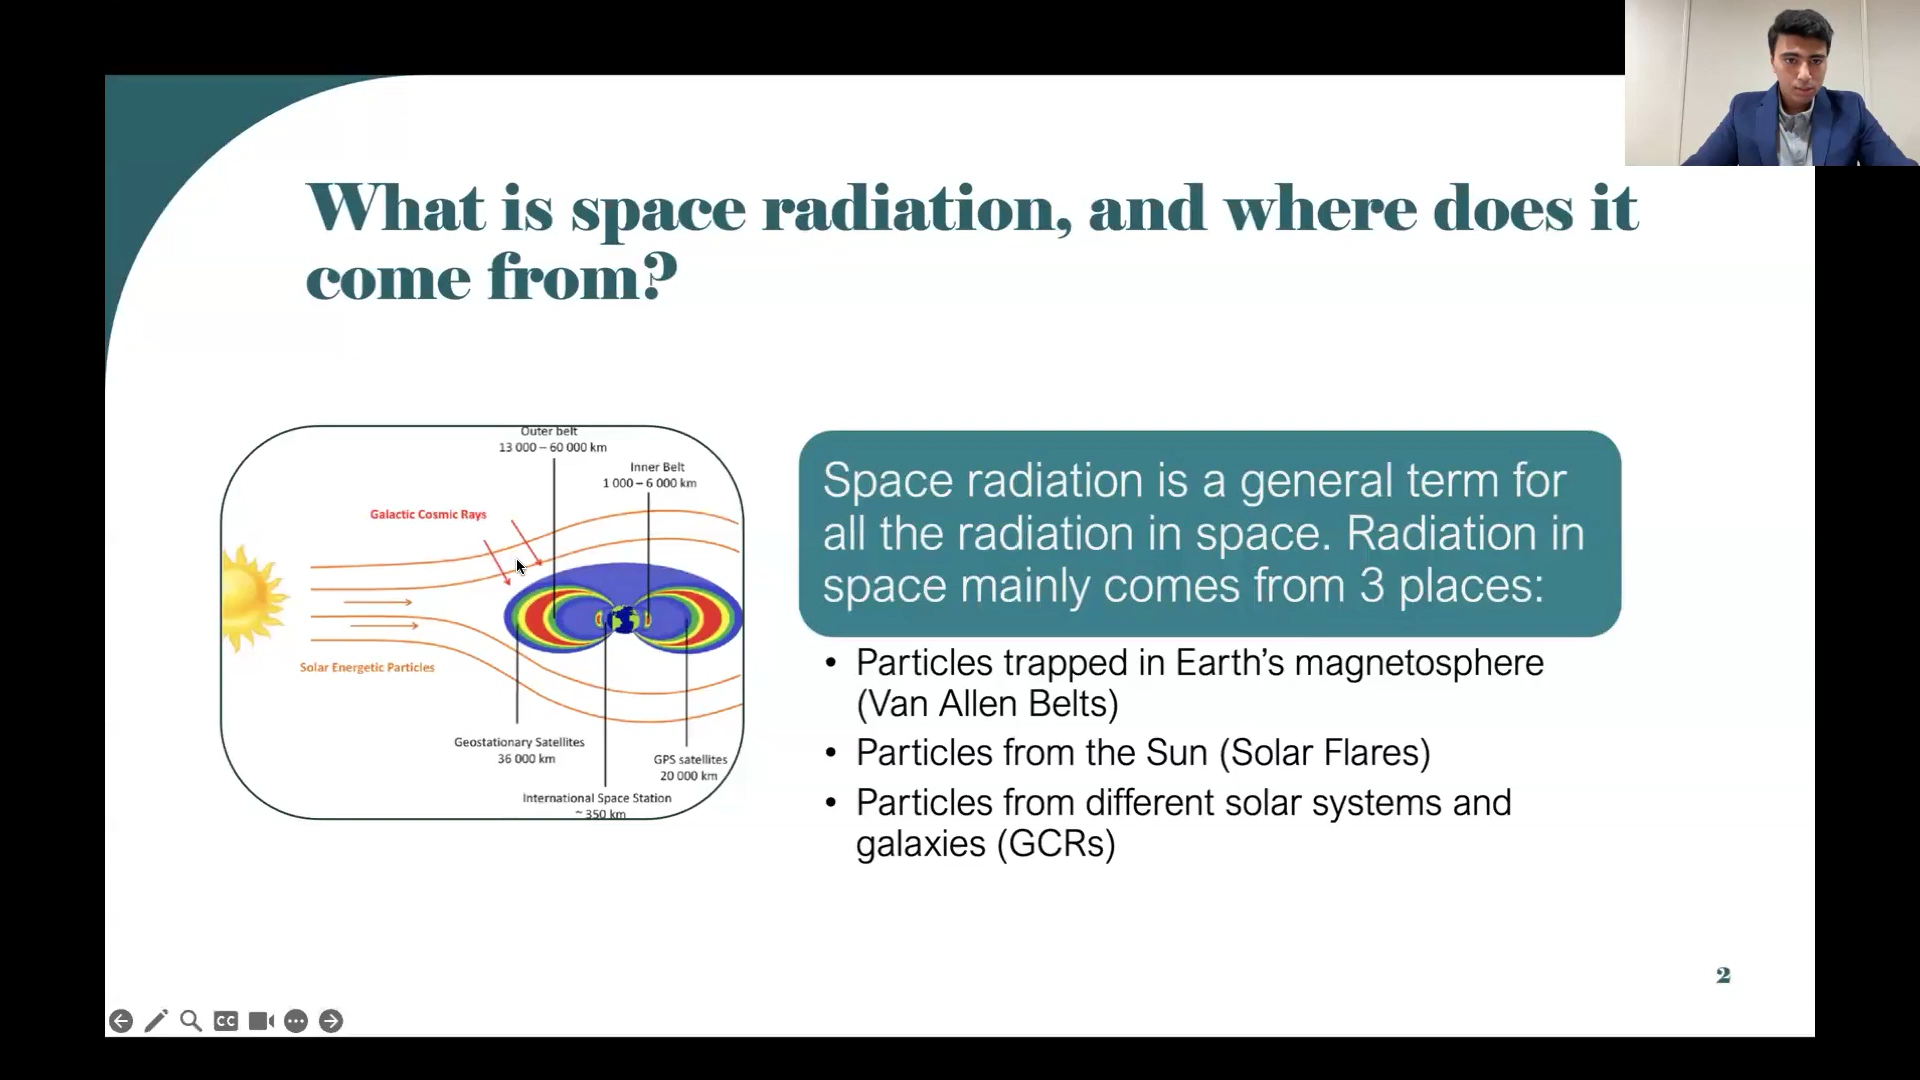 What is space radiation, and where does it
come from?
Outer belt
13 000 – 60 000 km
Inner Belt
1 000 – 6 000 km
Galactic Cosmic Rays
Solar Energetic Particles
Geostationary Satellites
36 000 km
GPS satellites
20 000 km
International Space Station
~ 350 km
Space radiation is a general term for
all the radiation in space. Radiation in
space mainly comes from 3 places:
• Particles trapped in Earth’s magnetosphere
(Van Allen Belts)
• Particles from the Sun (Solar Flares)
• Particles from different solar systems and
galaxies (GCRs)
2
CC